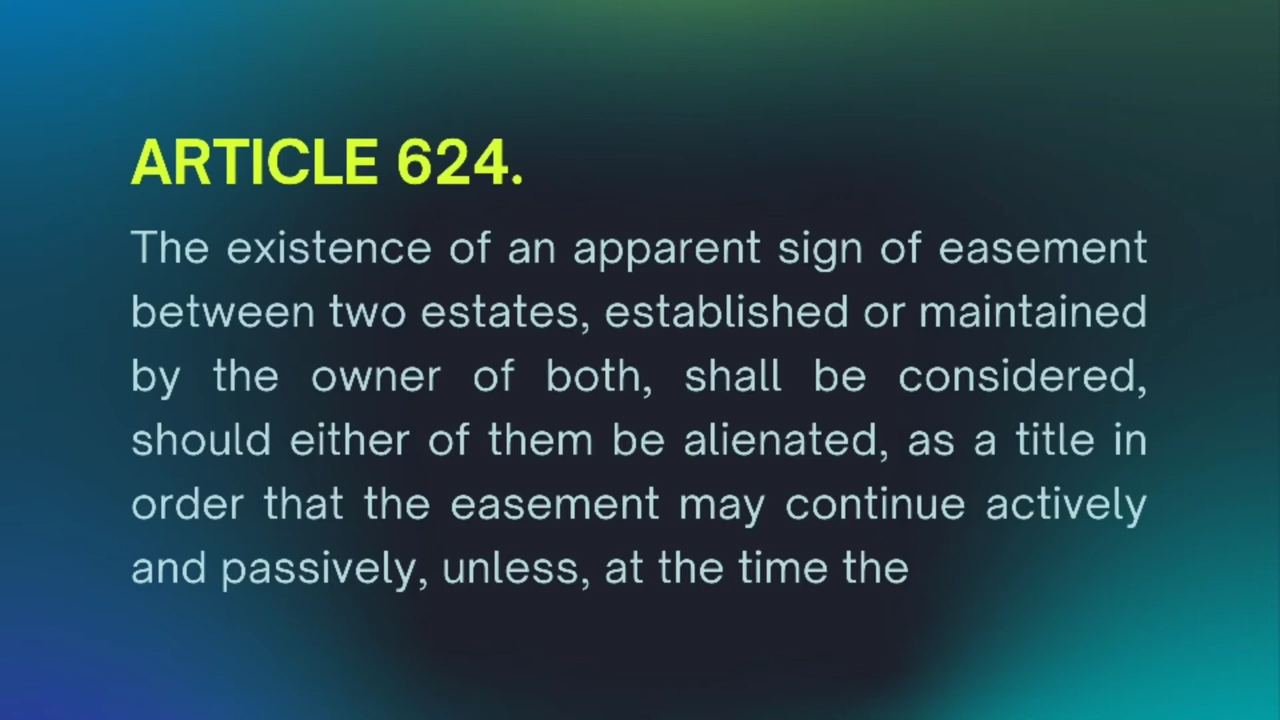 ARTICLE 624.
The existence of an apparent sign of easement
between two estates, established or maintained
by the owner of both, shall be considered,
should either of them be alienated, as a title in
order that the easement may continue actively
and passively, unless, at the time the